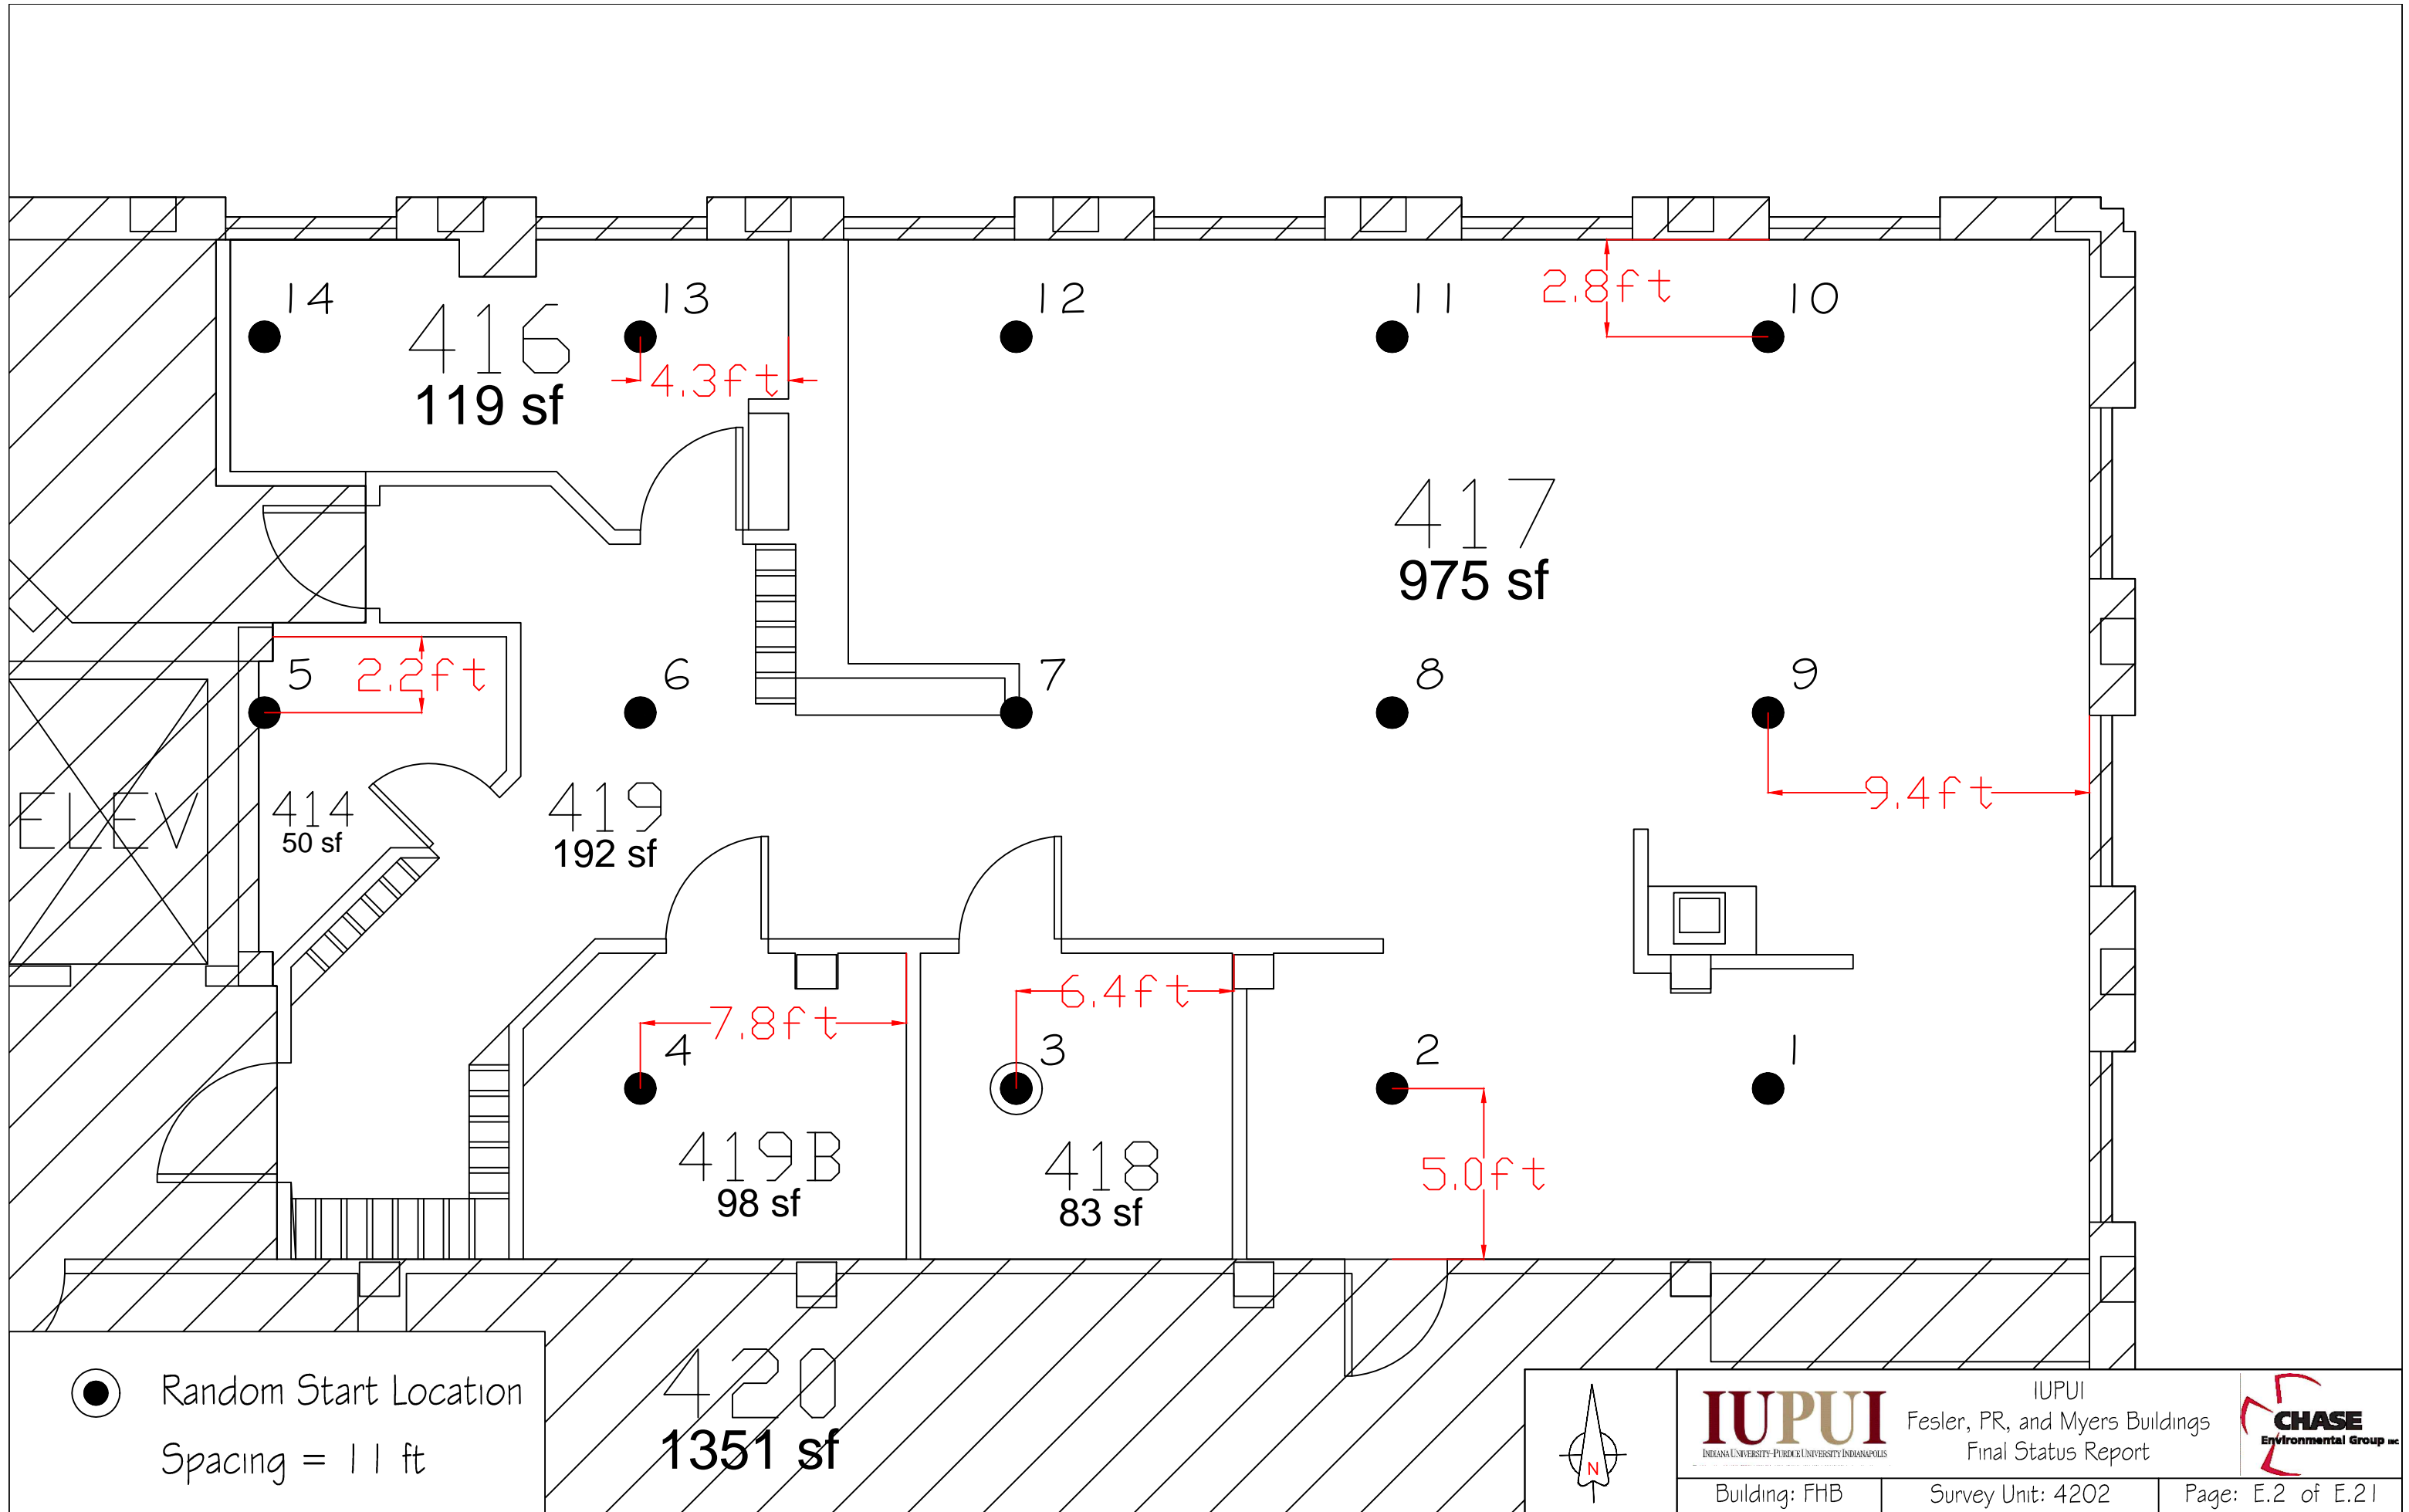 14
13
12
11
2.8ft
10
416
119 sf
4.3ft
417
975 sf
5
2.2ft
6
7
8
9
9.4ft
ELEV
414
50 sf
419
192 sf
7.8ft
6.4ft
4
3
2
1
419B
98 sf
418
83 sf
5.0ft
420
1351 sf
Random Start Location
Spacing = 11 ft
N
IUPUI
INDIANA UNIVERSITY–PURDUE UNIVERSITY INDIANAPOLIS
IUPUI
Fesler, PR, and Myers Buildings
Final Status Report
CHASE
Environmental Group INC
Building: FHB
Survey Unit: 4202
Page: E.2 of E.21